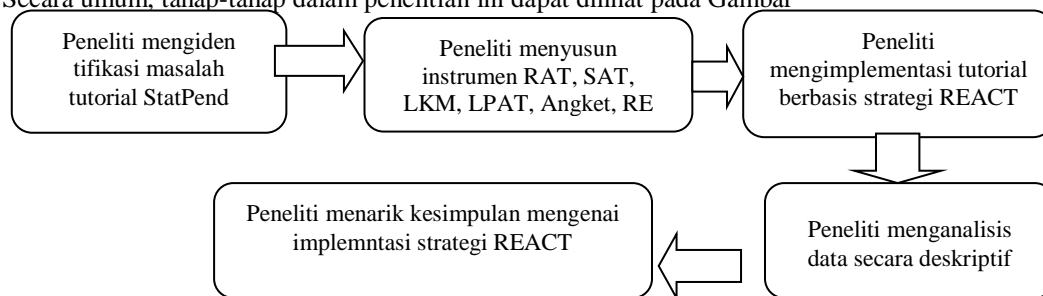 Secara umum, tahap-tahap dalam penelitian ini dapat dilihat pada Gambar
Peneliti mengiden
tifikasi masalah
tutorial StatPend
Peneliti menyusun
instrumen RAT, SAT,
LKM, LPAT, Angket, RE
Peneliti
mengimplementasi tutorial
berbasis strategi REACT
Peneliti menganalisis
data secara deskriptif
Peneliti menarik kesimpulan mengenai
implemntasi strategi REACT